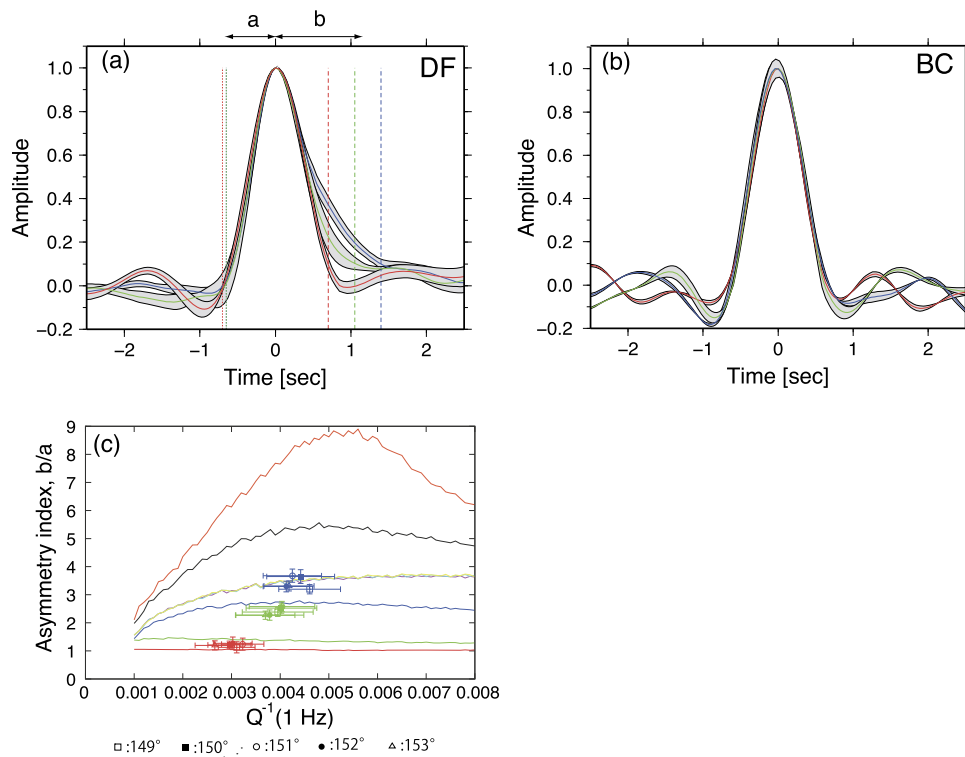 a b
(a) DF
1.0
0.8
0.6
0.4
0.2
0.0
−0.2
Amplitude
−2 −1 0 1 2
Time [sec]
(b) BC
1.0
0.8
0.6
0.4
0.2
0.0
−0.2
Amplitude
−2 −1 0 1 2
Time [sec]
(c)
9
8
7
6
5
4
3
2
1
0
Asymmetry index, b/a
0 0.001 0.002 0.003 0.004 0.005 0.006 0.007 0.008
Q⁻¹(1 Hz)
:149° :150° :151° :152° :153°